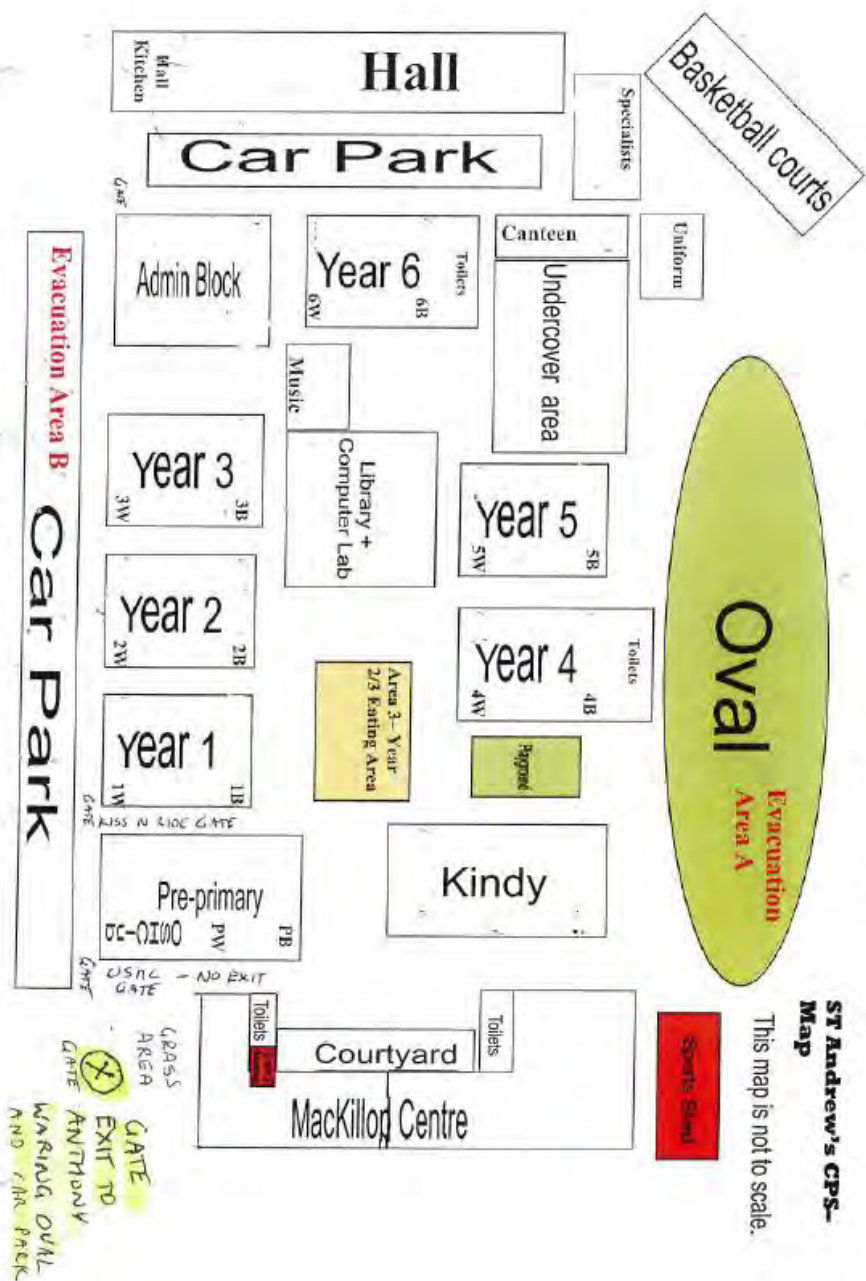 Hall
Kitchen
Hall
Specialists
Basketball courts
Car Park
GATE
Admin Block
Year 6
Toilets
6W
6B
Canteen
Undercover area
Uniform
Evacuation Area B
Car Park
Music
Library +
Computer Lab
Year 3
3W
3B
Year 2
2W
2B
Year 1
1W
1B
Year 5
5W
5B
Year 4
Toilets
4W
4B
Area 3– Year
2/3 Eating Area
Playground
Oval
Evacuation
Area A
GATE KISS N RIDE GATE
Pre-primary
PW
PB
Kindy
GATE
- NO EXIT
GATE
Toilets
Toilets
Courtyard
MacKillop Centre
Sports Shed
ST Andrew's CPS–
Map
This map is not to scale.
GRASS
AREA
X
GATE
GATE
EXIT TO
ANTHONY
WARING OVAL
AND CAR PARK